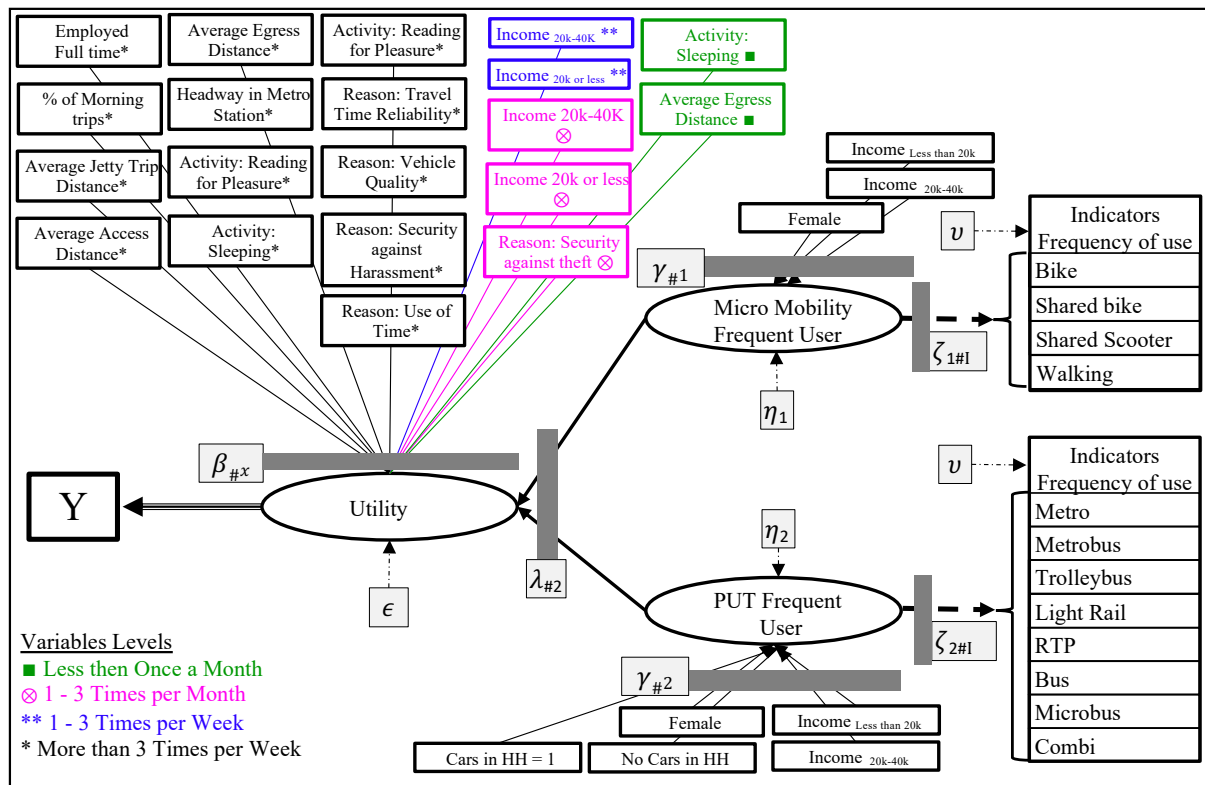 Employed
Full time*
% of Morning
trips*
Average Jetty Trip
Distance*
Average Access
Distance*
Average Egress
Distance*
Headway in Metro
Station*
Activity: Reading
for Pleasure*
Activity:
Sleeping*
Activity: Reading
for Pleasure*
Reason: Travel
Time Reliability*
Reason: Vehicle
Quality*
Reason: Security
against
Harassment*
Reason: Use of
Time*
Income 20k-40K **
Income 20k or less **
Income 20k-40K
⊗
Income 20k or less
⊗
Reason: Security
against theft ⊗
Activity:
Sleeping ■
Average Egress
Distance ■
Income Less than 20k
Income 20k-40k
Female
γ#1
Micro Mobility
Frequent User
ζ1#I
η1
υ
Indicators
Frequency of use
Bike
Shared bike
Shared Scooter
Walking
β#x
Utility
Y
ϵ
λ#2
υ
Indicators
Frequency of use
Metro
Metrobus
Trolleybus
Light Rail
RTP
Bus
Microbus
Combi
η2
PUT Frequent
User
ζ2#I
γ#2
Female
Income Less than 20k
Cars in HH = 1
No Cars in HH
Income 20k-40k
Variables Levels
■ Less then Once a Month
⊗ 1 - 3 Times per Month
** 1 - 3 Times per Week
* More than 3 Times per Week